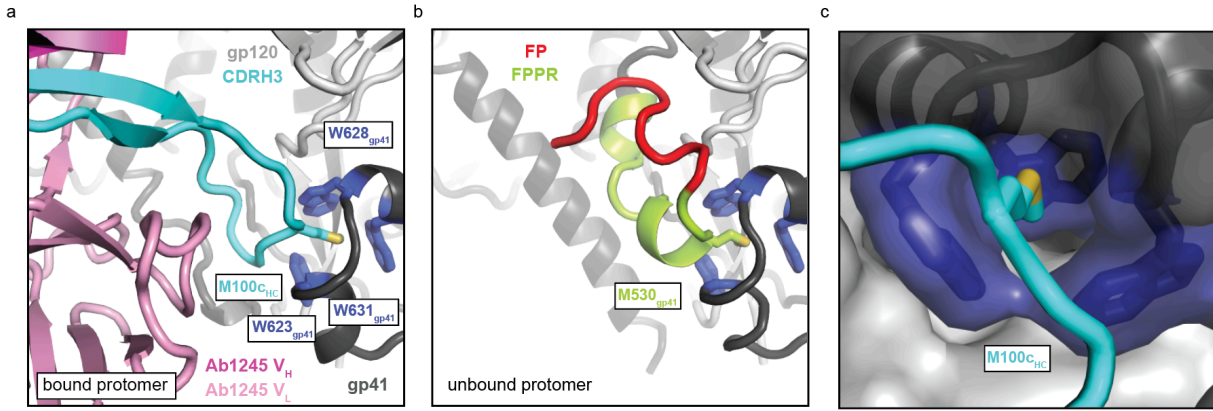 a
gp120
CDRH3
W628gp41
M100cHC
W623gp41
W631gp41
Ab1245 VH
Ab1245 VL
bound protomer
gp41
b
FP
FPPR
M530gp41
unbound protomer
c
M100cHC